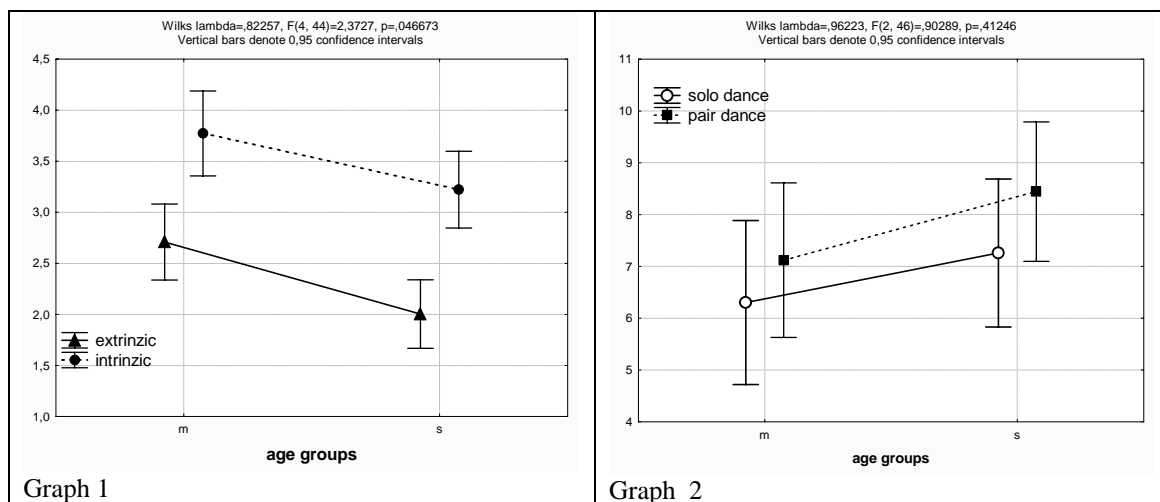 Wilks lambda=,82257, F(4, 44)=2,3727, p=,046673
Vertical bars denote 0,95 confidence intervals
4,5
4,0
3,5
3,0
2,5
2,0
1,5
1,0
extrinzic
intrinzic
m
s
age groups
Graph 1
Wilks lambda=,96223, F(2, 46)=,90289, p=,41246
Vertical bars denote 0,95 confidence intervals
11
10
9
8
7
6
5
4
solo dance
pair dance
m
s
age groups
Graph 2